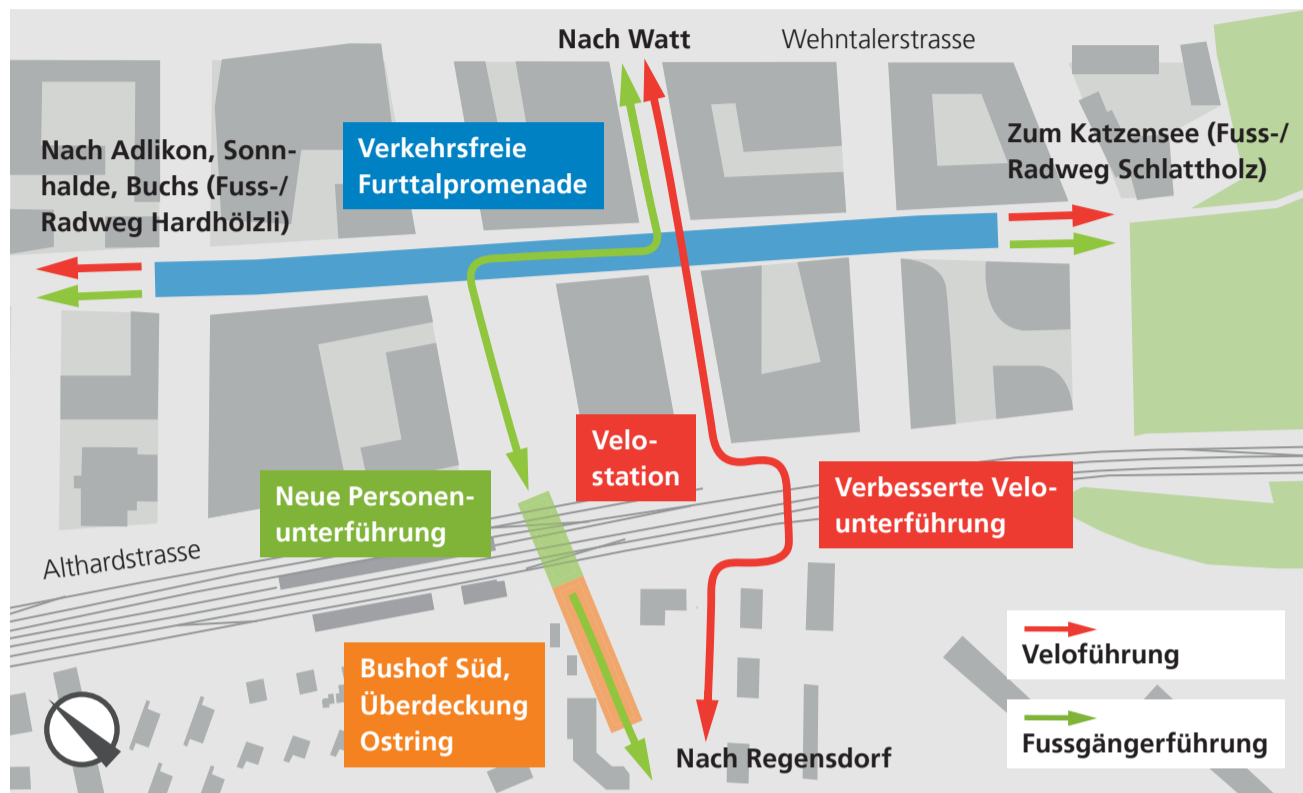 Nach Watt
Wehntalerstrasse
Nach Adlikon, Sonn-
halde, Buchs (Fuss-/
Radweg Hardhölzli)
Verkehrsfreie
Furttalpromenade
Zum Katzensee (Fuss-/
Radweg Schlattholz)
Velo-
station
Neue Personen-
unterführung
Verbesserte Velo-
unterführung
Althardstrasse
Bushof Süd,
Überdeckung
Ostring
Nach Regensdorf
Veloführung
Fussgängerführung